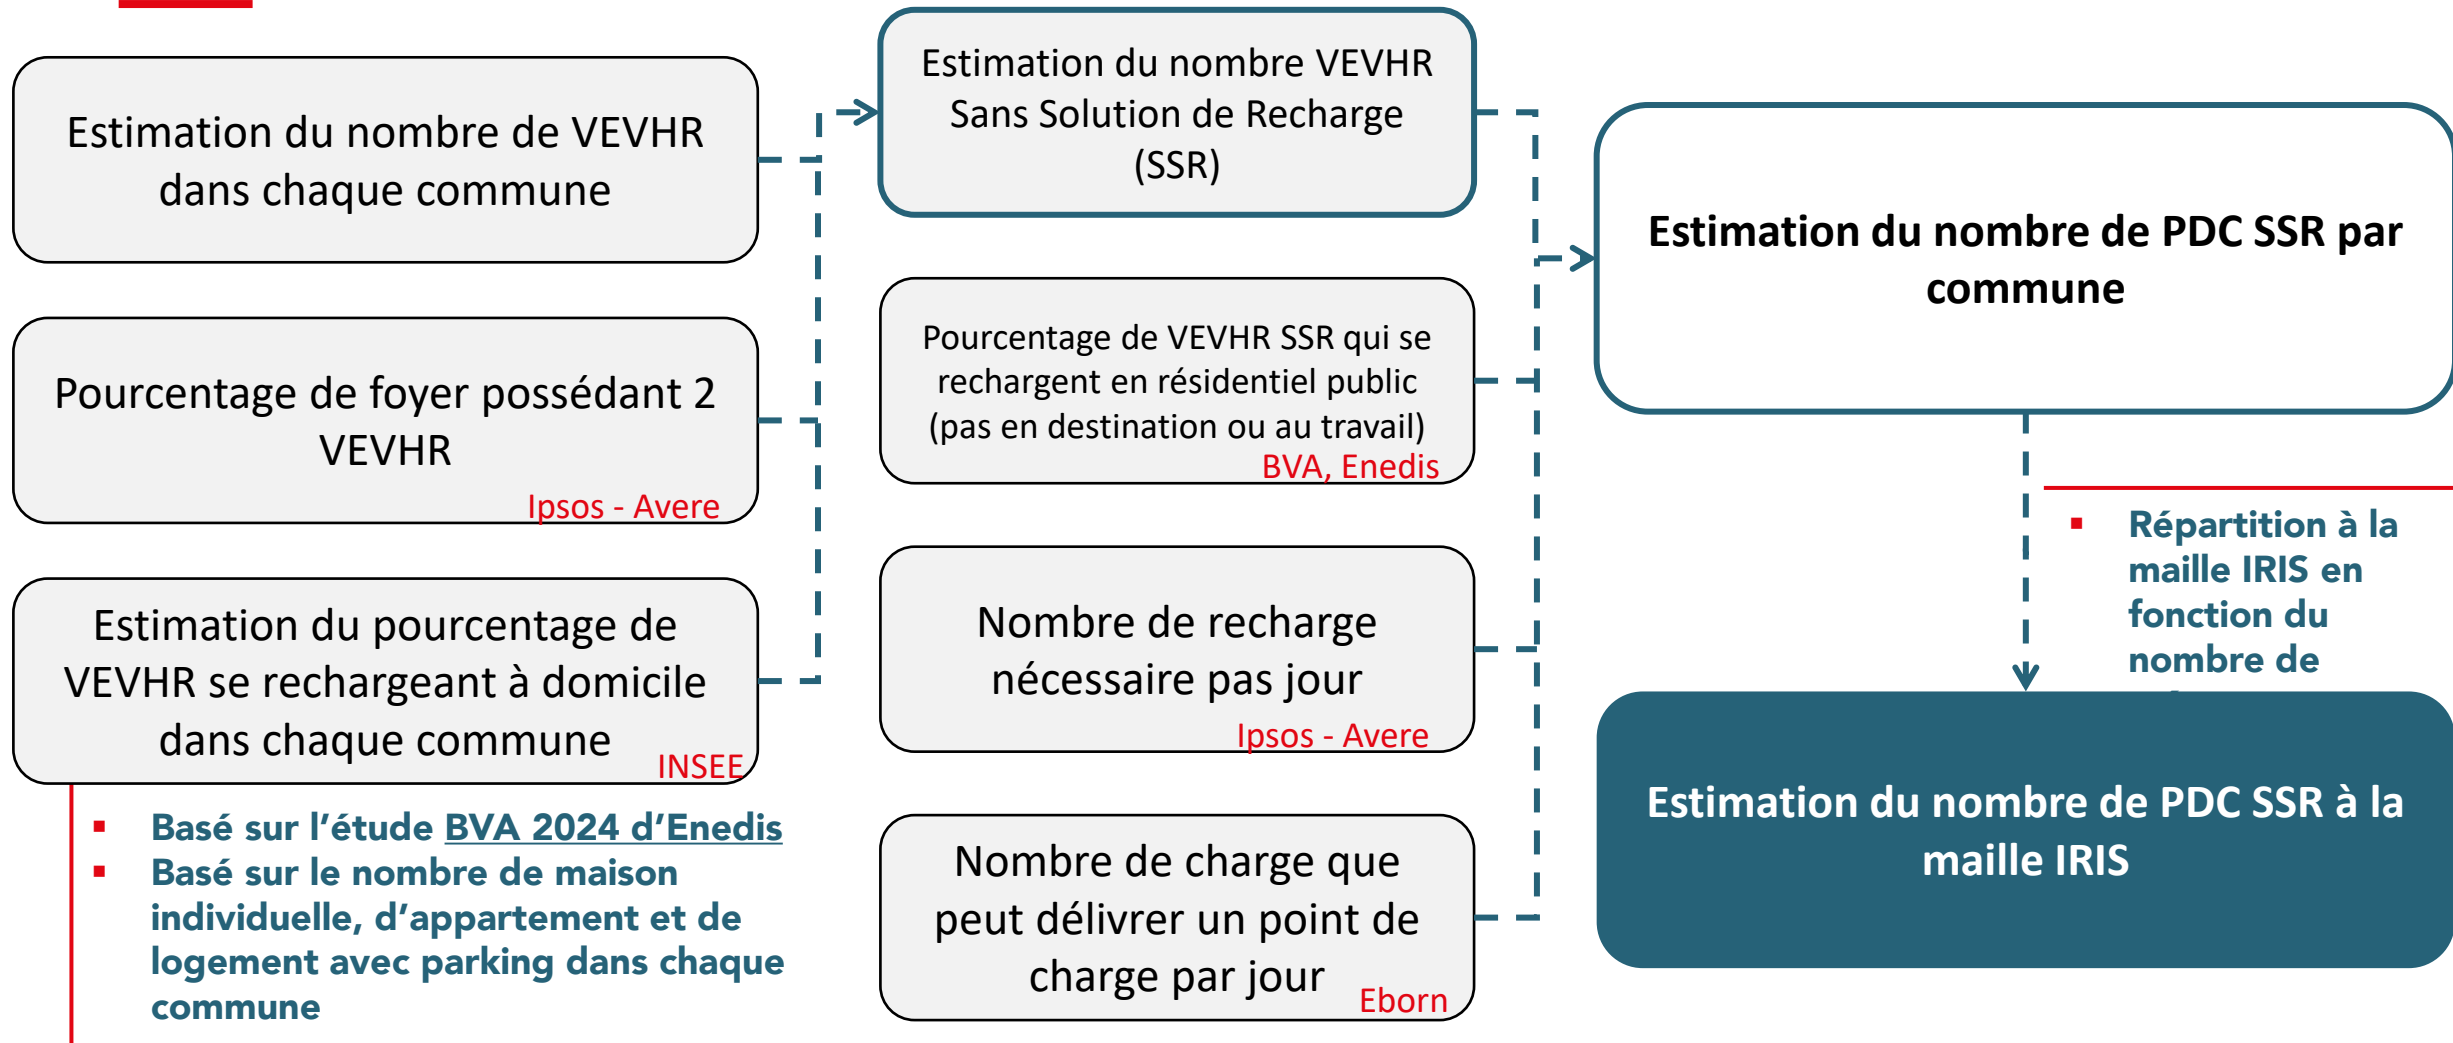 Estimation du nombre de VEVHR
dans chaque commune
Pourcentage de foyer possédant 2
VEVHR
Ipsos - Avere
Estimation du pourcentage de
VEVHR se rechargeant à domicile
dans chaque commune
INSEE
▪ Basé sur l’étude BVA 2024 d’Enedis
▪ Basé sur le nombre de maison
individuelle, d’appartement et de
logement avec parking dans chaque
commune
Estimation du nombre VEVHR
Sans Solution de Recharge
(SSR)
Pourcentage de VEVHR SSR qui se
rechargent en résidentiel public
(pas en destination ou au travail)
BVA, Enedis
Nombre de recharge
nécessaire pas jour
Ipsos - Avere
Nombre de charge que
peut délivrer un point de
charge par jour
Eborn
Estimation du nombre de PDC SSR par
commune
▪ Répartition à la
maille IRIS en
fonction du
nombre de
Estimation du nombre de PDC SSR à la
maille IRIS